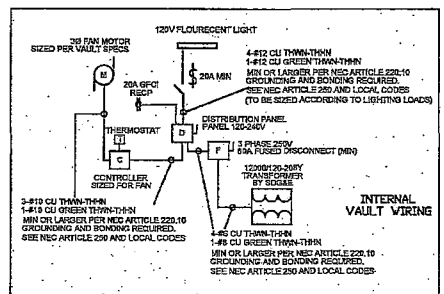 3Ø FAN MOTOR
SIZED PER VAULT SPECS
M
120V FLOURECENT LIGHT
$ 20A MIN
4-#12 CU THWN-THHN
1-#12 CU GREEN THWN-THHN
MIN OR LARGER PER NEC ARTICLE 220,10
GROUNDING AND BONDING REQUIRED.
SEE NEC ARTICLE 250 AND LOCAL CODES
(TO BE SIZED ACCORDING TO LIGHTING LOADS)
20A GFCI
RECP
DISTRIBUTION PANEL
PANEL 120-240V
D
THERMOSTAT
T
C
CONTROLLER
SIZED FOR FAN
F
3 PHASE 250V
60A FUSED DISCONNECT (MIN)
12000/120-208Y
TRANSFORMER
BY SDG&E
INTERNAL
VAULT WIRING
3-#10 CU THWN-THHN
1-#10 CU GREEN THWN-THHN
MIN OR LARGER PER NEC ARTICLE 220,10
GROUNDING AND BONDING REQUIRED.
SEE NEC ARTICLE 250 AND LOCAL CODES
4-#6 CU THWN-THHN
1-#8 CU GREEN THWN-THHN
MIN OR LARGER PER NEC ARTICLE 220,10
GROUNDING AND BONDING REQUIRED.
SEE NEC ARTICLE 250 AND LOCAL CODES